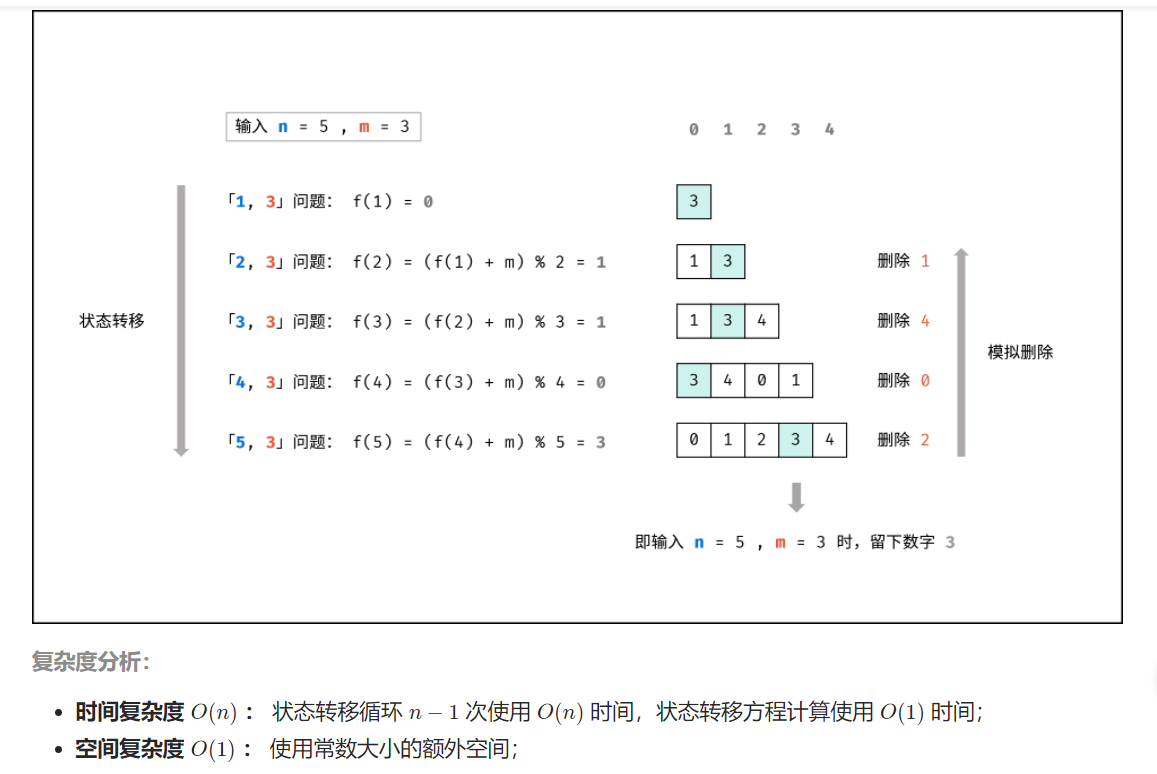 输入 n = 5 , m = 3
0 1 2 3 4
「1, 3」问题: f(1) = 0
3
「2, 3」问题: f(2) = (f(1) + m) % 2 = 1
1 3
删除 1
状态转移
「3, 3」问题: f(3) = (f(2) + m) % 3 = 1
1 3 4
删除 4
模拟删除
「4, 3」问题: f(4) = (f(3) + m) % 4 = 0
3 4 0 1
删除 0
「5, 3」问题: f(5) = (f(4) + m) % 5 = 3
0 1 2 3 4
删除 2
即输入 n = 5 , m = 3 时，留下数字 3
复杂度分析：
• 时间复杂度 O(n) ： 状态转移循环 n − 1 次使用 O(n) 时间，状态转移方程计算使用 O(1) 时间；
• 空间复杂度 O(1) ： 使用常数大小的额外空间；